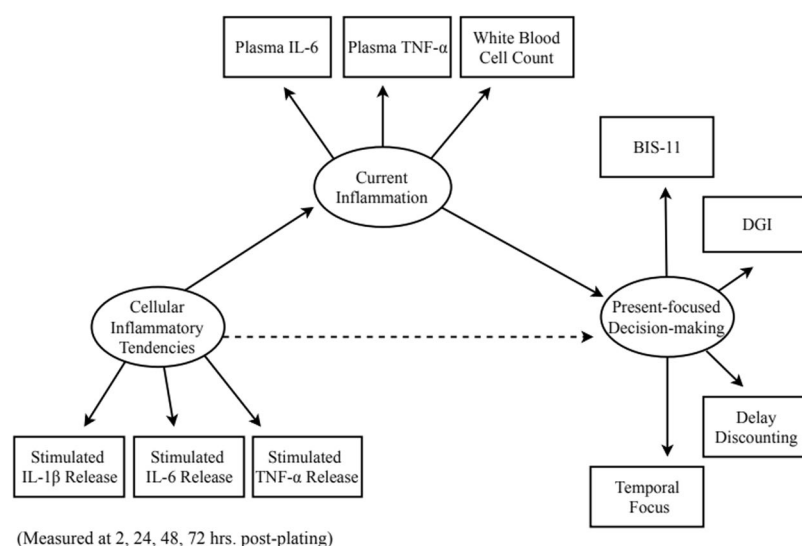 Plasma IL-6
Plasma TNF-α
White Blood
Cell Count
BIS-11
Current
Inflammation
DGI
Cellular
Inflammatory
Tendencies
Present-focused
Decision-making
Delay
Discounting
Stimulated
IL-1β Release
Stimulated
IL-6 Release
Stimulated
TNF-α Release
Temporal
Focus
(Measured at 2, 24, 48, 72 hrs. post-plating)